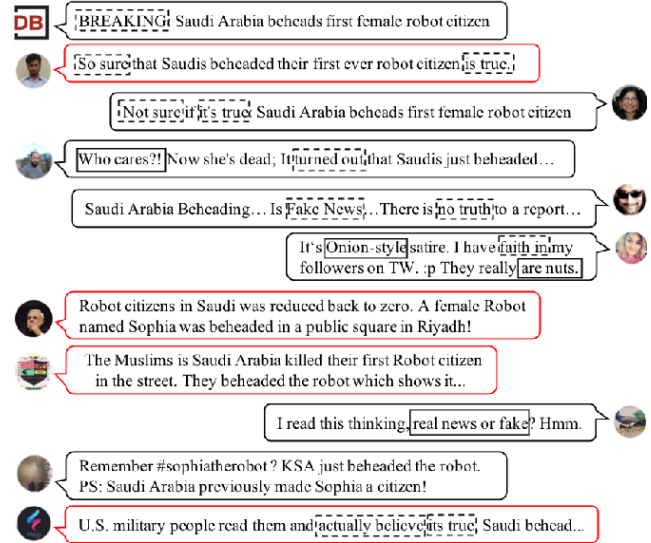 DB
BREAKING: Saudi Arabia beheads first female robot citizen
So sure that Saudis beheaded their first ever robot citizen is true.
Not sure if it's true: Saudi Arabia beheads first female robot citizen
Who cares?! Now she's dead; It turned out that Saudis just beheaded…
Saudi Arabia Beheading… Is Fake News …There is no truth to a report…
It's Onion-style satire. I have faith in my
followers on TW. :p They really are nuts.
Robot citizens in Saudi was reduced back to zero. A female Robot
named Sophia was beheaded in a public square in Riyadh!
The Muslims is Saudi Arabia killed their first Robot citizen
in the street. They beheaded the robot which shows it...
I read this thinking, real news or fake? Hmm.
Remember #sophiatherobot? KSA just beheaded the robot.
PS: Saudi Arabia previously made Sophia a citizen!
U.S. military people read them and actually believe its true, Saudi behead...